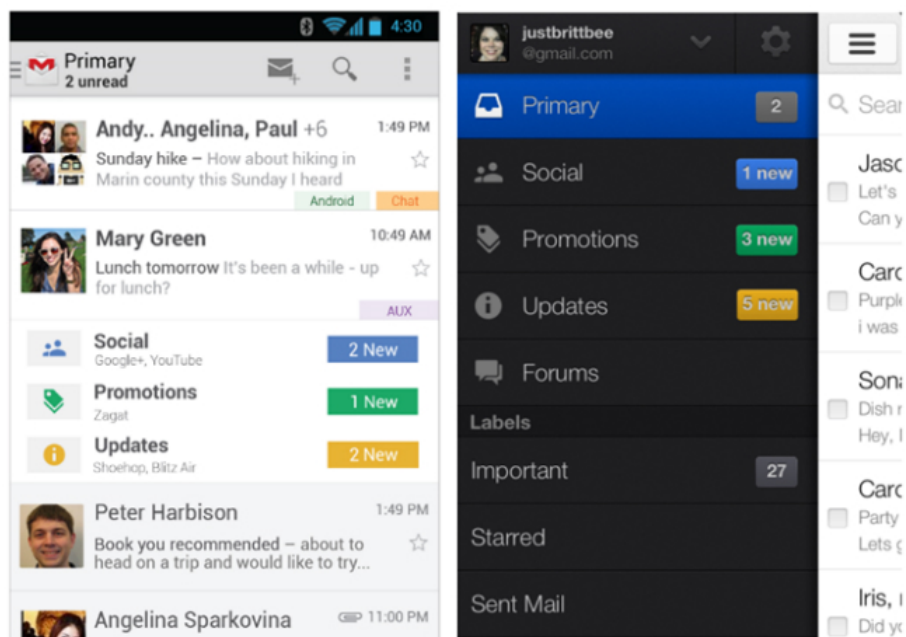 4:30
Primary
2 unread
Andy.. Angelina, Paul +6 1:49 PM
Sunday hike – How about hiking in
Marin county this Sunday I heard
Android Chat
Mary Green 10:49 AM
Lunch tomorrow It's been a while - up
for lunch?
AUX
Social
Google+, YouTube
2 New
Promotions
Zagat
1 New
Updates
Shoehop, Blitz Air
2 New
Peter Harbison 1:49 PM
Book you recommended – about to
head on a trip and would like to try...
Angelina Sparkovina 11:00 PM
justbrittbee
@gmail.com
Primary 2
Social 1 new
Promotions 3 new
Updates 5 new
Forums
Labels
Important 27
Starred
Sent Mail
Sear
Jasc
Let's
Can y
Carc
Purple
i was
Sona
Dish r
Hey, I
Carc
Party
Lets g
Iris,
Did yo